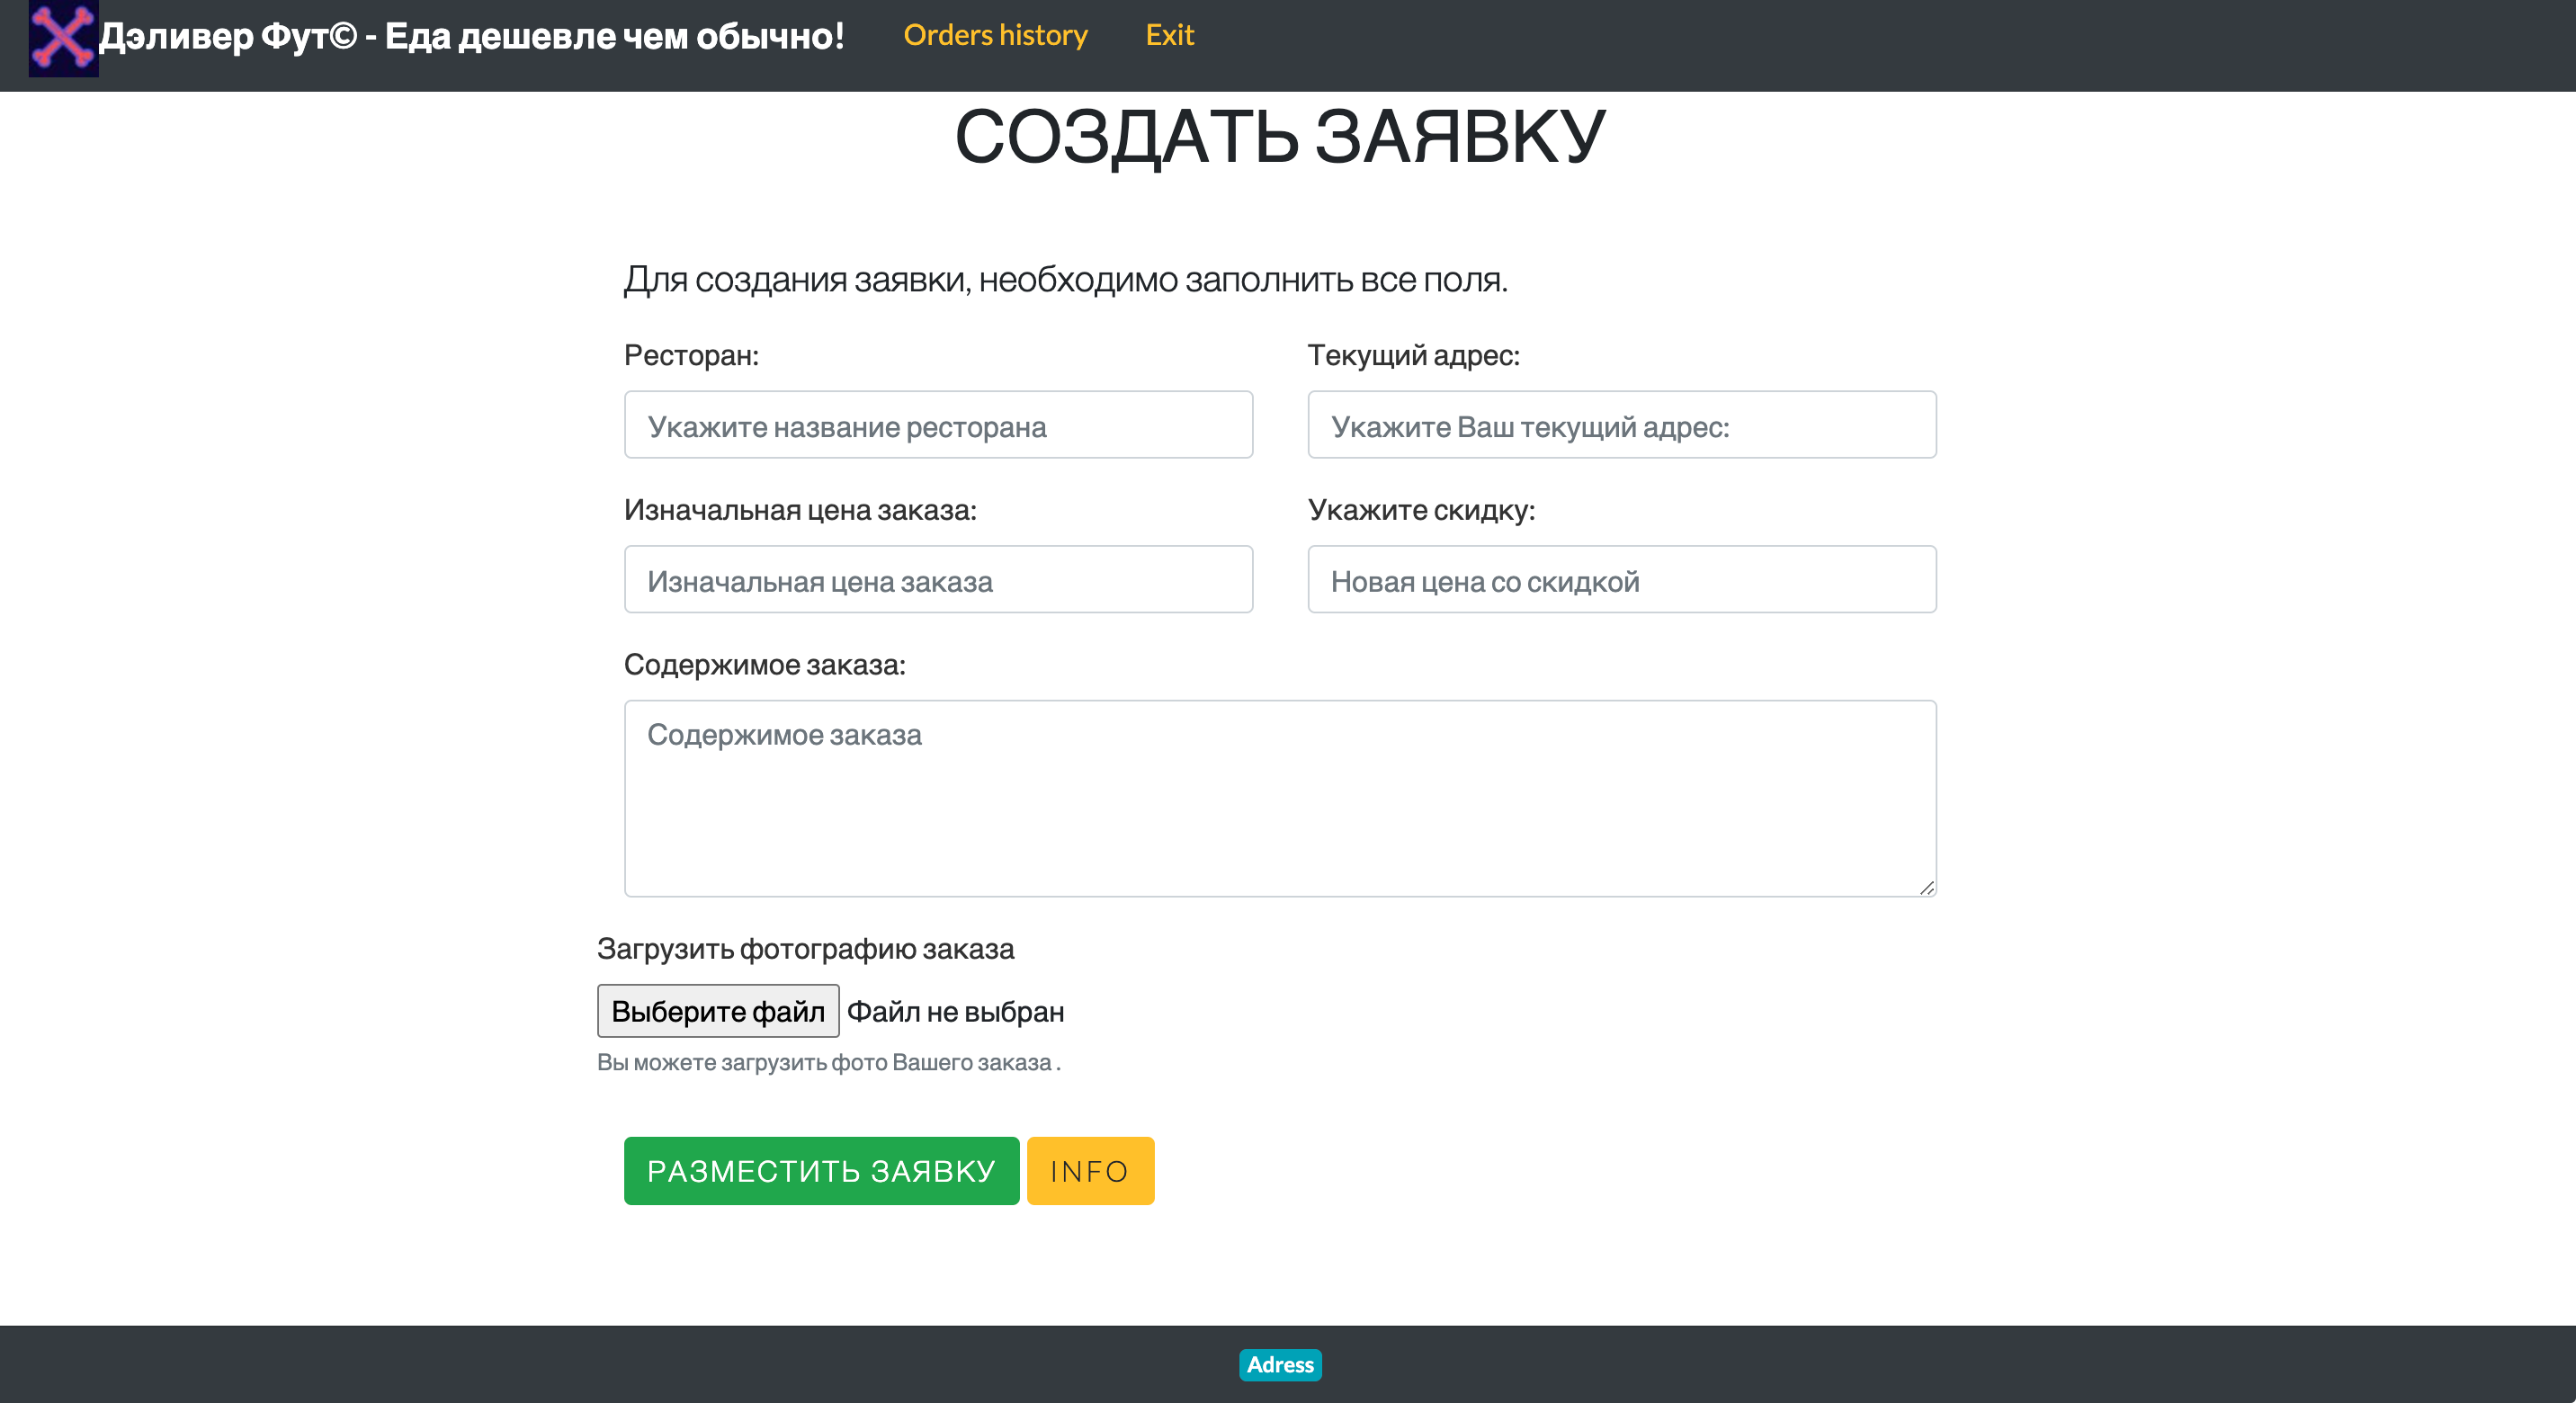 Дэливер Фут© - Еда дешевле чем обычно! Orders history Exit
СОЗДАТЬ ЗАЯВКУ
Для создания заявки, необходимо заполнить все поля.
Ресторан: Текущий адрес:
Укажите название ресторана Укажите Ваш текущий адрес:
Изначальная цена заказа: Укажите скидку:
Изначальная цена заказа Новая цена со скидкой
Содержимое заказа:
Содержимое заказа
Загрузить фотографию заказа
Выберите файл Файл не выбран
Вы можете загрузить фото Вашего заказа .
РАЗМЕСТИТЬ ЗАЯВКУ INFO
Adress